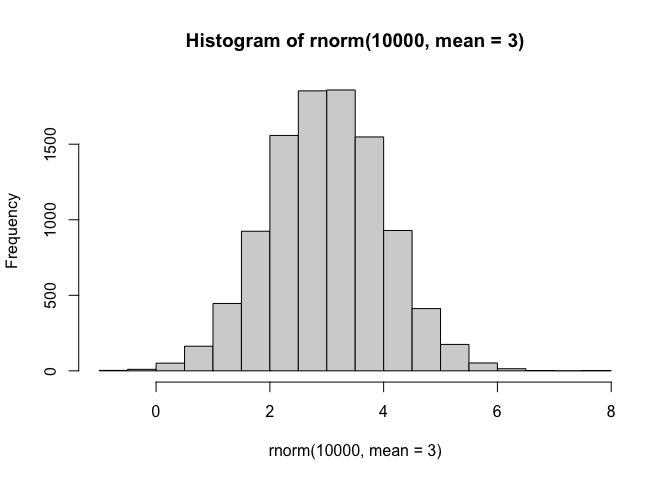 Histogram of rnorm(10000, mean = 3)
Frequency
1500
1000
500
0
0 2 4 6 8
rnorm(10000, mean = 3)